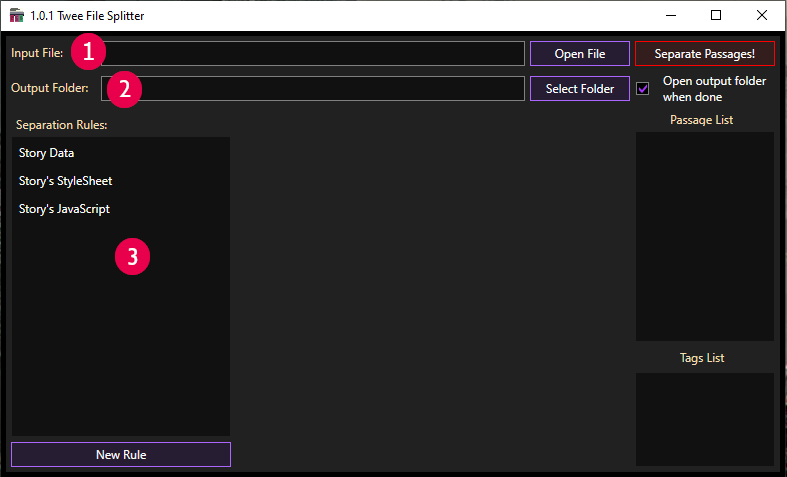 1.0.1 Twee File Splitter
Input File:
1
Open File
Separate Passages!
Output Folder:
2
Select Folder
Open output folder
when done
Separation Rules:
Passage List
Story Data
Story's StyleSheet
Story's JavaScript
3
Tags List
New Rule